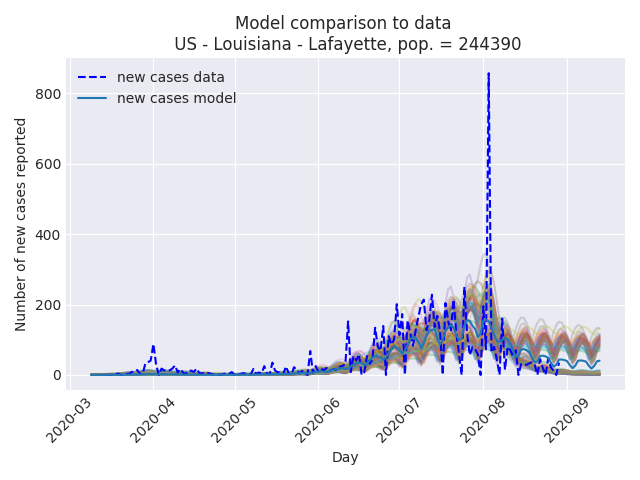 Model comparison to data
US - Louisiana - Lafayette, pop. = 244390
new cases data
new cases model
Number of new cases reported
800
600
400
200
0
2020-03
2020-04
2020-05
2020-06
2020-07
2020-08
2020-09
Day